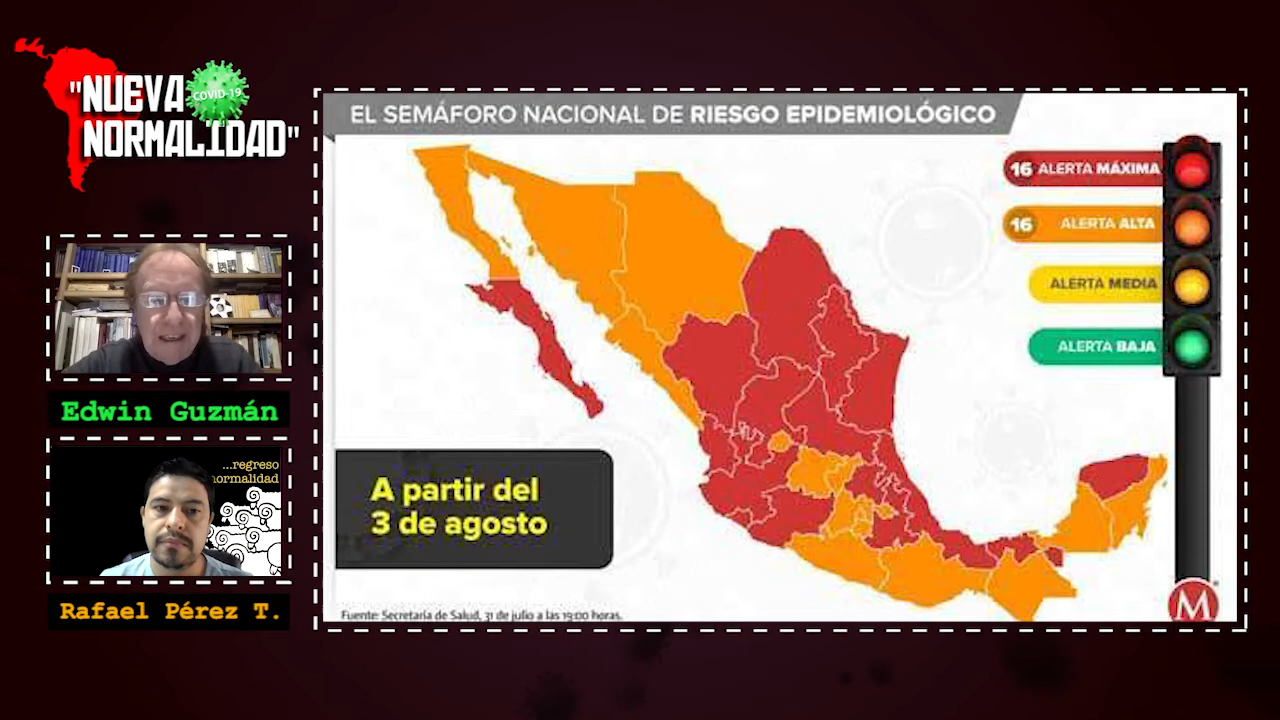 "NUEVA
COVID-19
NORMALIDAD"
EL SEMÁFORO NACIONAL DE RIESGO EPIDEMIOLÓGICO
16 ALERTA MÁXIMA
16 ALERTA ALTA
ALERTA MEDIA
ALERTA BAJA
Edwin Guzmán
...regreso
normalidad
Rafael Pérez T.
A partir del
3 de agosto
Fuente: Secretaría de Salud, 31 de julio a las 19:00 horas.
M